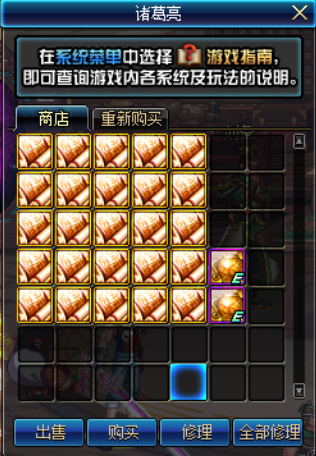 诸葛亮
在系统菜单中选择 游戏指南，
即可查询游戏内各系统及玩法的说明。
商店 重新购买
E
E
出售 购买 修理 全部修理